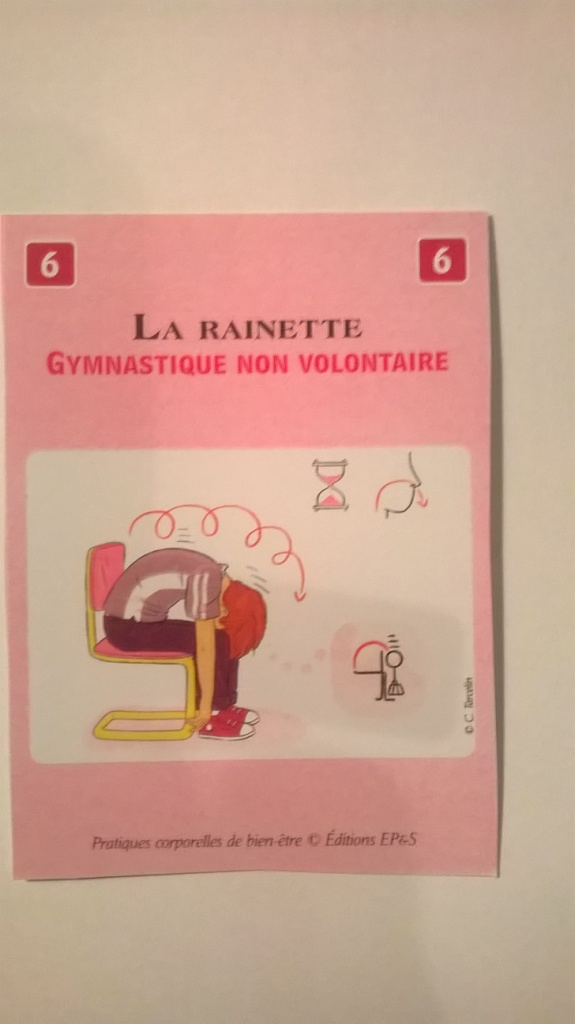 6
6
LA RAINETTE
GYMNASTIQUE NON VOLONTAIRE
© C. Tercelin
Pratiques corporelles de bien-être © Éditions EP&S